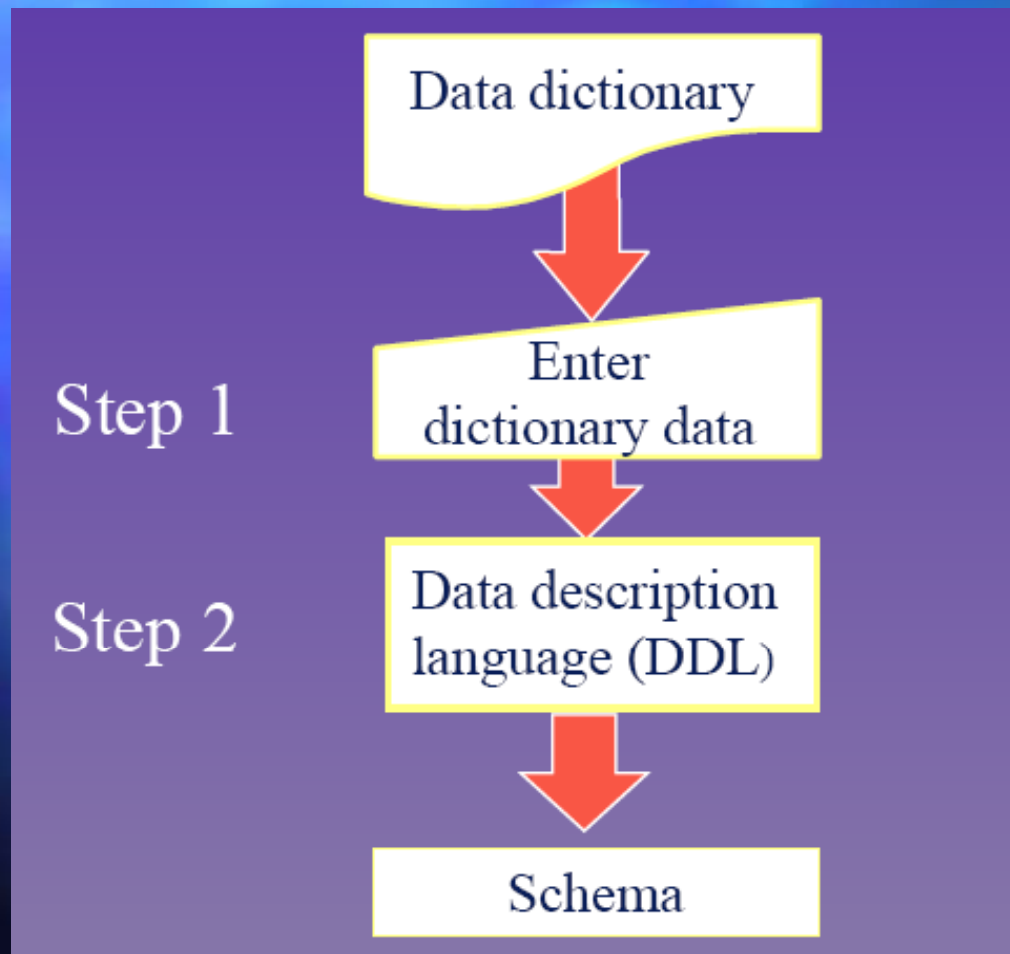 Data dictionary
Step 1
Enter
dictionary data
Step 2
Data description
language (DDL)
Schema